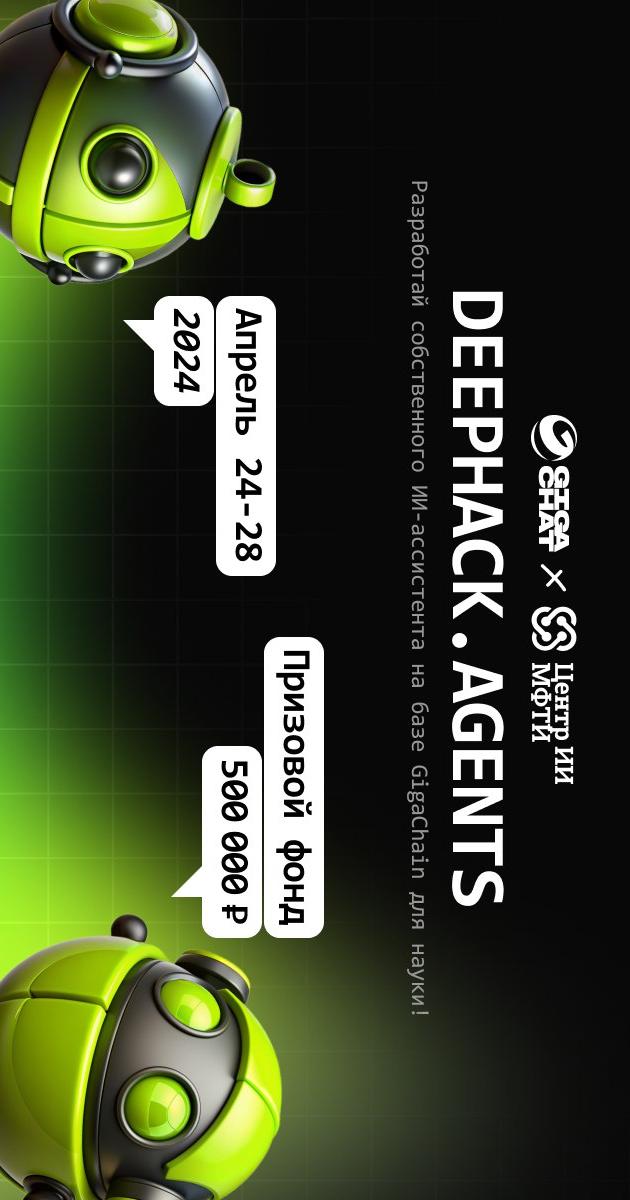 GIGA
CHAT
×
Центр ИИ
МФТИ
DEEPHACK.AGENTS
Разработай собственного ИИ-ассистента на базе GigaChain для науки!
Апрель 24-28
2024
Призовой фонд
500 000 ₽